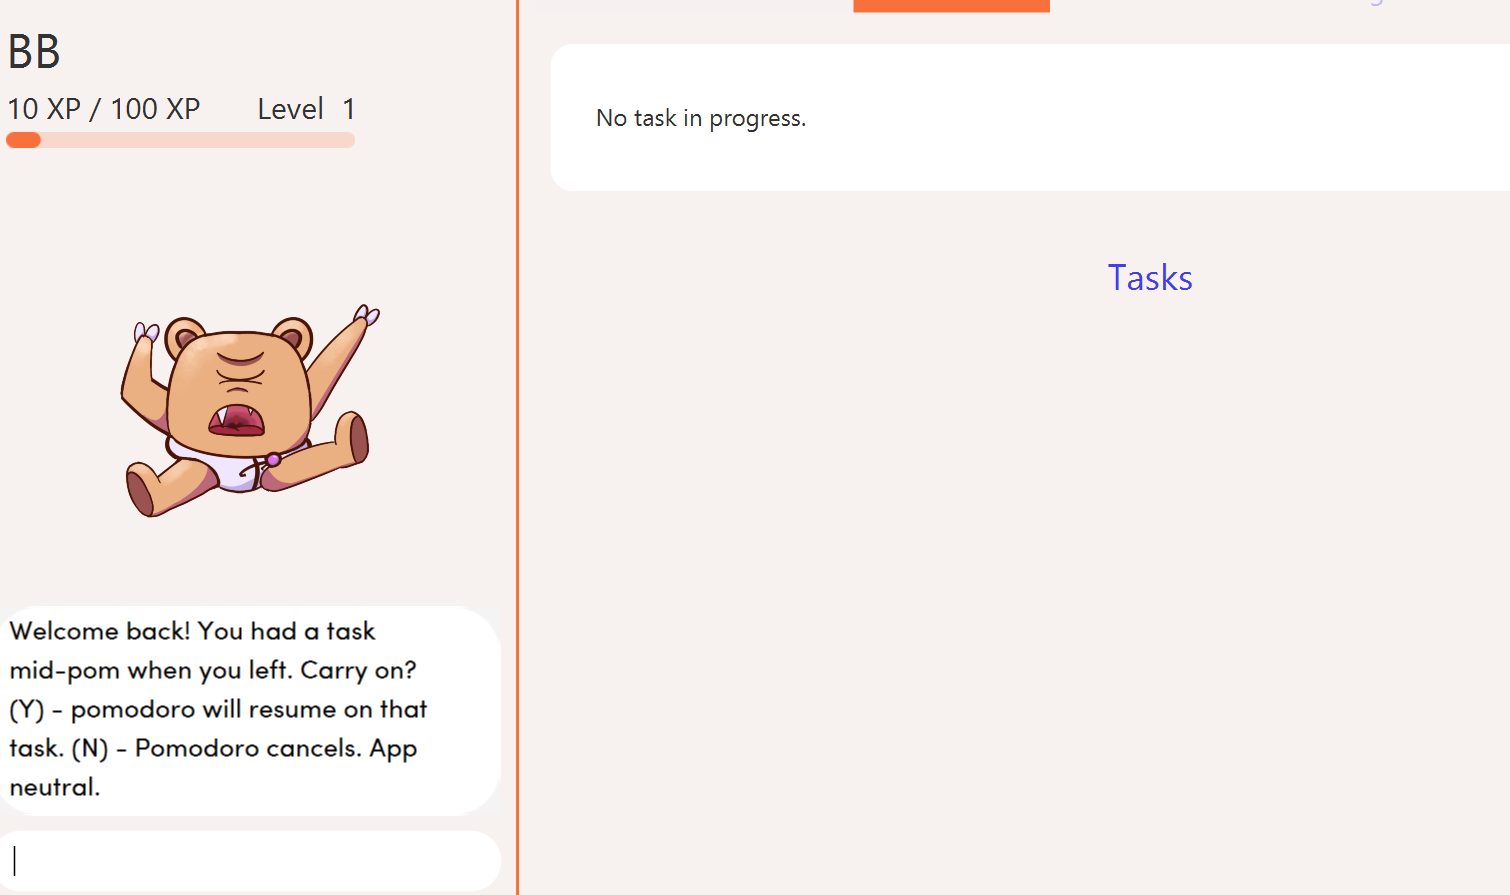 BB
10 XP / 100 XP Level 1
No task in progress.
Tasks
Welcome back! You had a task
mid-pom when you left. Carry on?
(Y) - pomodoro will resume on that
task. (N) - Pomodoro cancels. App
neutral.